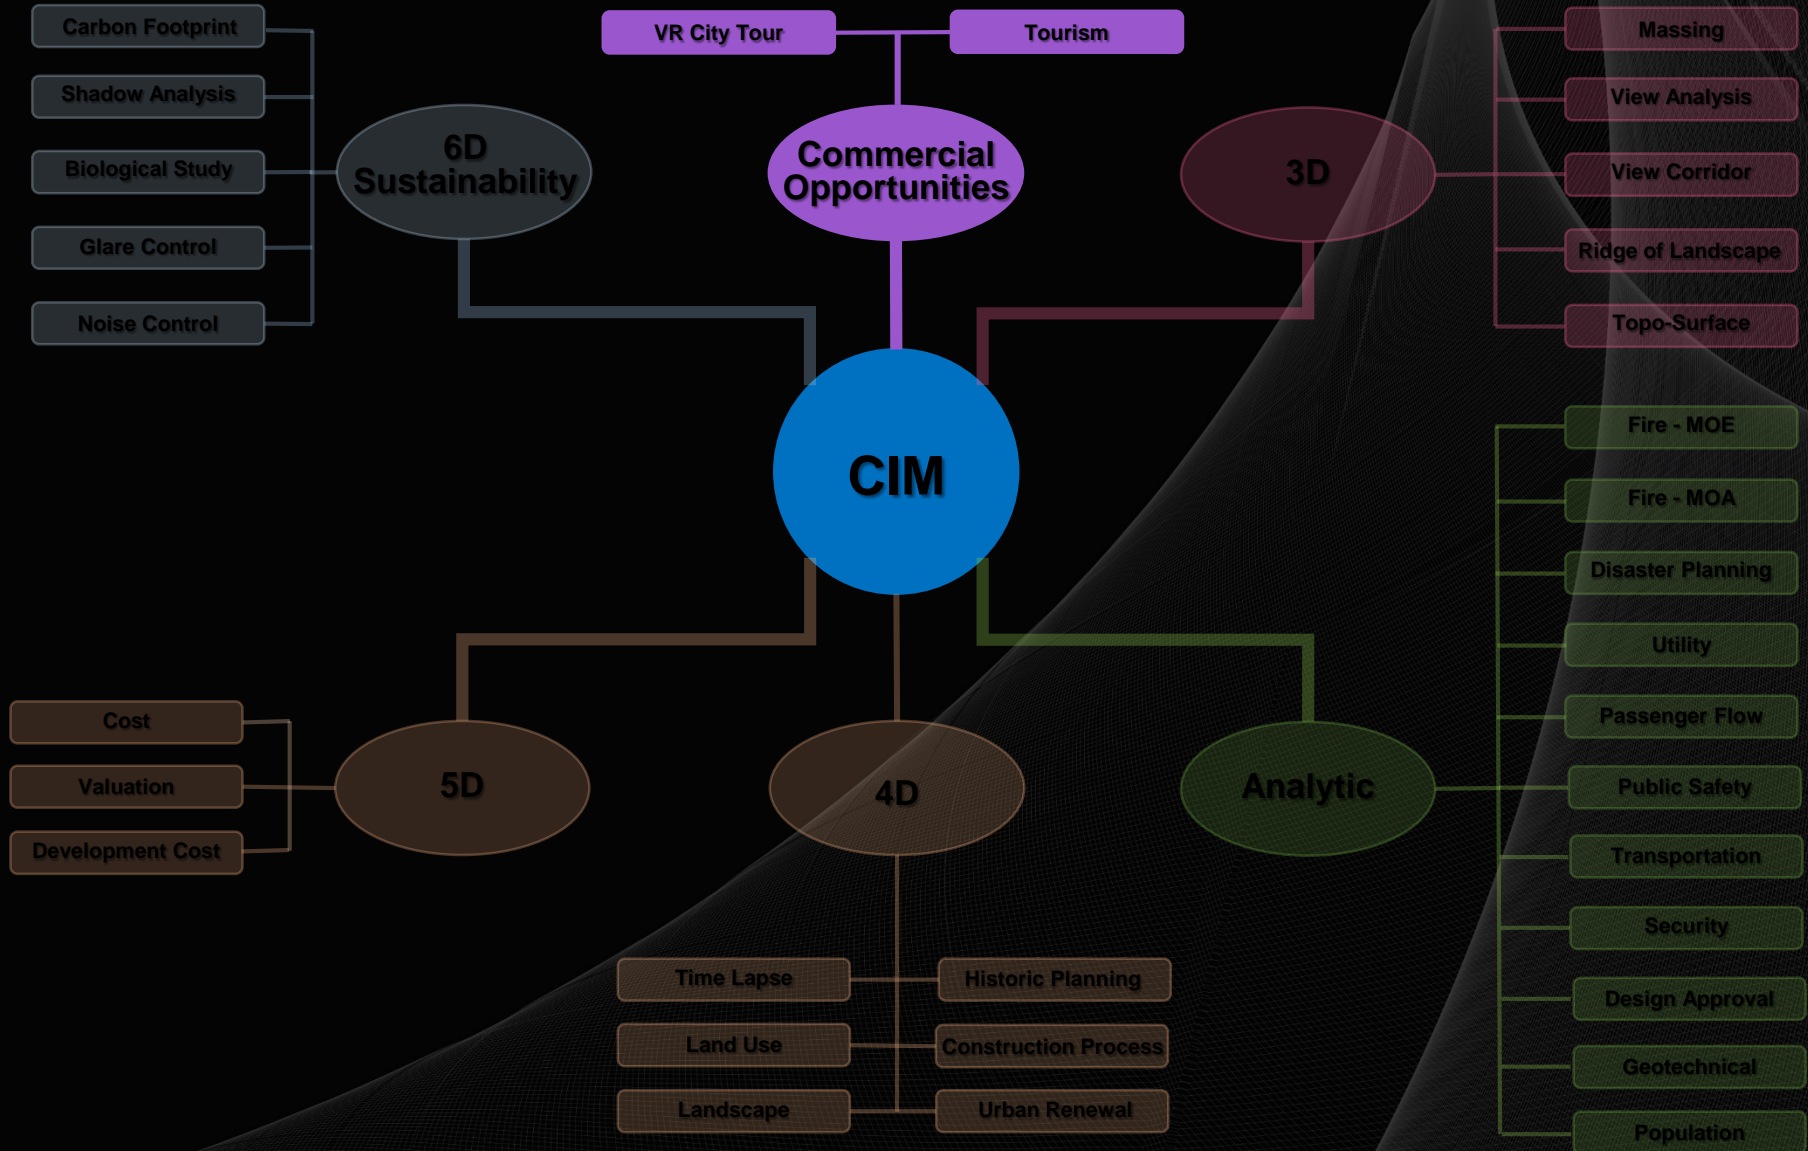 Carbon Footprint
Shadow Analysis
Biological Study
Glare Control
Noise Control
6D
Sustainability
VR City Tour
Tourism
Commercial
Opportunities
3D
Massing
View Analysis
View Corridor
Ridge of Landscape
Topo-Surface
CIM
Fire - MOE
Fire - MOA
Disaster Planning
Utility
Passenger Flow
Public Safety
Transportation
Security
Design Approval
Geotechnical
Population
Analytic
Cost
Valuation
Development Cost
5D
4D
Time Lapse
Historic Planning
Land Use
Construction Process
Landscape
Urban Renewal